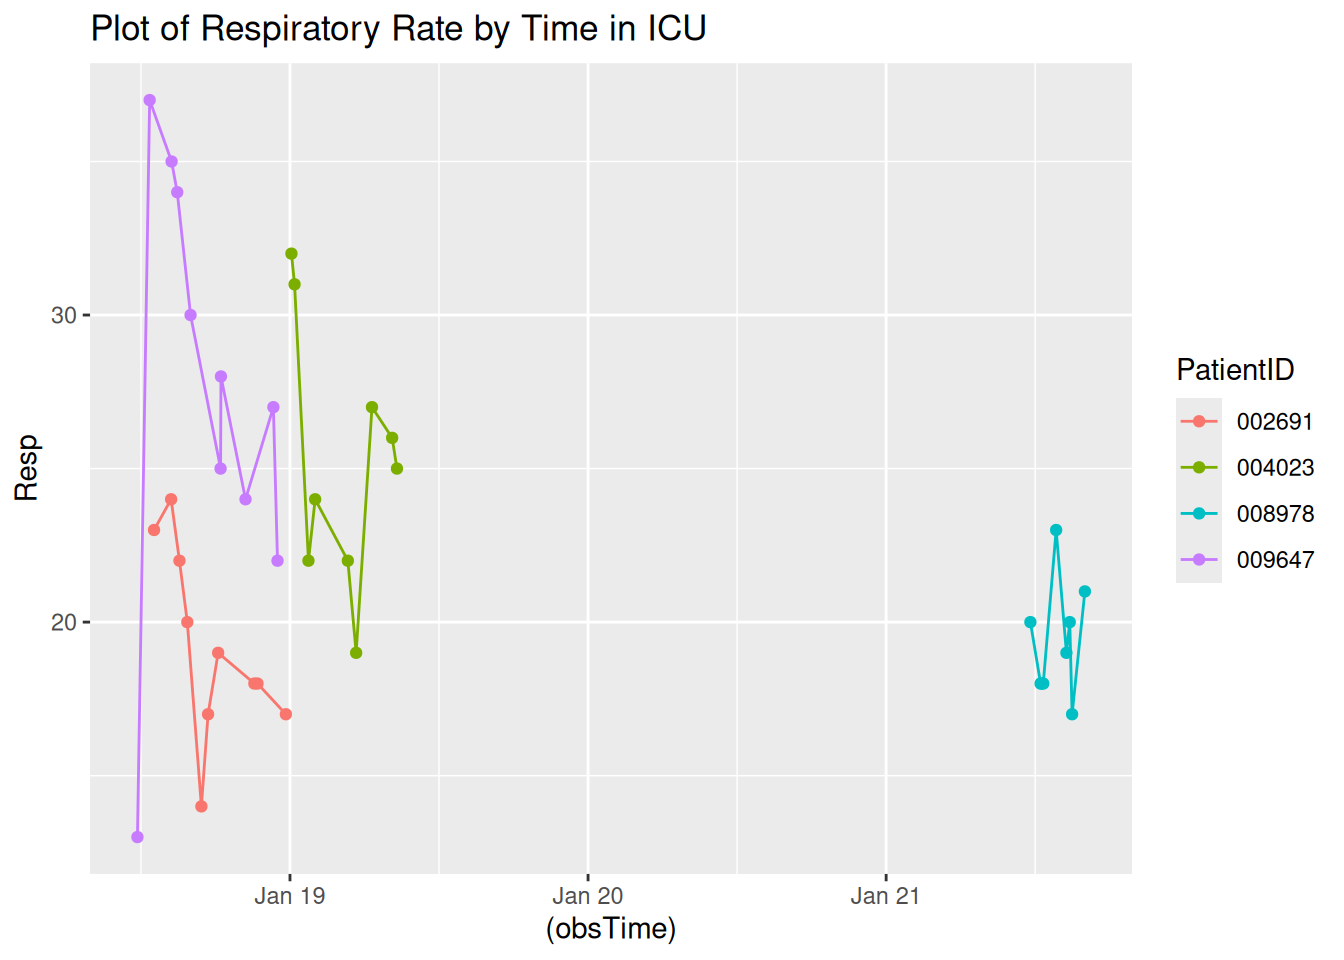 Plot of Respiratory Rate by Time in ICU
Resp
30
20
Jan 19
Jan 20
Jan 21
(obsTime)
PatientID
002691
004023
008978
009647